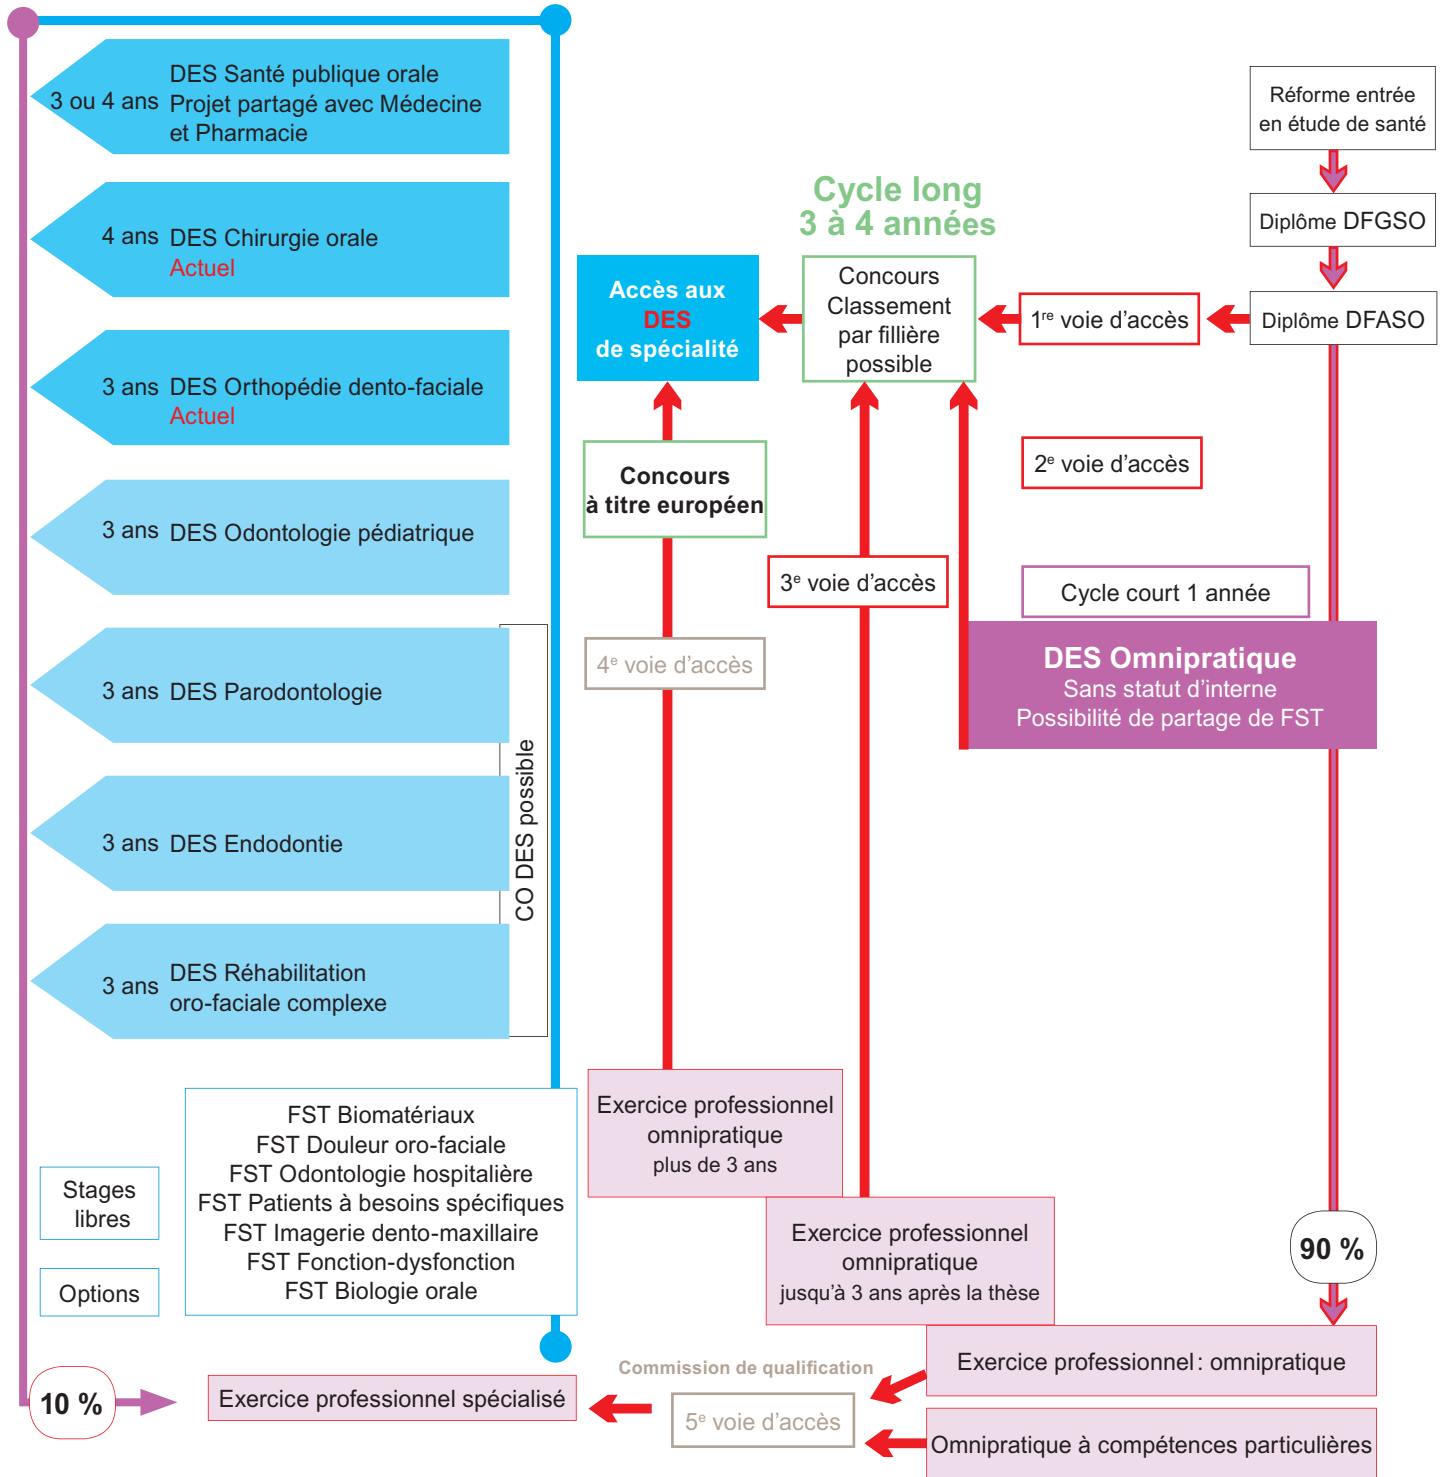 3 ou 4 ans
DES Santé publique orale
Projet partagé avec Médecine
et Pharmacie
4 ans
DES Chirurgie orale
Actuel
3 ans
DES Orthopédie dento-faciale
Actuel
3 ans
DES Odontologie pédiatrique
3 ans
DES Parodontologie
3 ans
DES Endodontie
3 ans
DES Réhabilitation
oro-faciale complexe
CO DES possible
Stages
libres
Options
FST Biomatériaux
FST Douleur oro-faciale
FST Odontologie hospitalière
FST Patients à besoins spécifiques
FST Imagerie dento-maxillaire
FST Fonction-dysfonction
FST Biologie orale
10 %
Exercice professionnel spécialisé
Accès aux
DES
de spécialité
Concours
à titre européen
4e voie d'accès
Exercice professionnel
omnipratique
plus de 3 ans
Cycle long
3 à 4 années
Concours
Classement
par fillière
possible
3e voie d'accès
Exercice professionnel
omnipratique
jusqu'à 3 ans après la thèse
1re voie d'accès
2e voie d'accès
Cycle court 1 année
DES Omnipratique
Sans statut d'interne
Possibilité de partage de FST
Réforme entrée
en étude de santé
Diplôme DFGSO
Diplôme DFASO
90 %
Exercice professionnel : omnipratique
Omnipratique à compétences particulières
Commission de qualification
5e voie d'accès